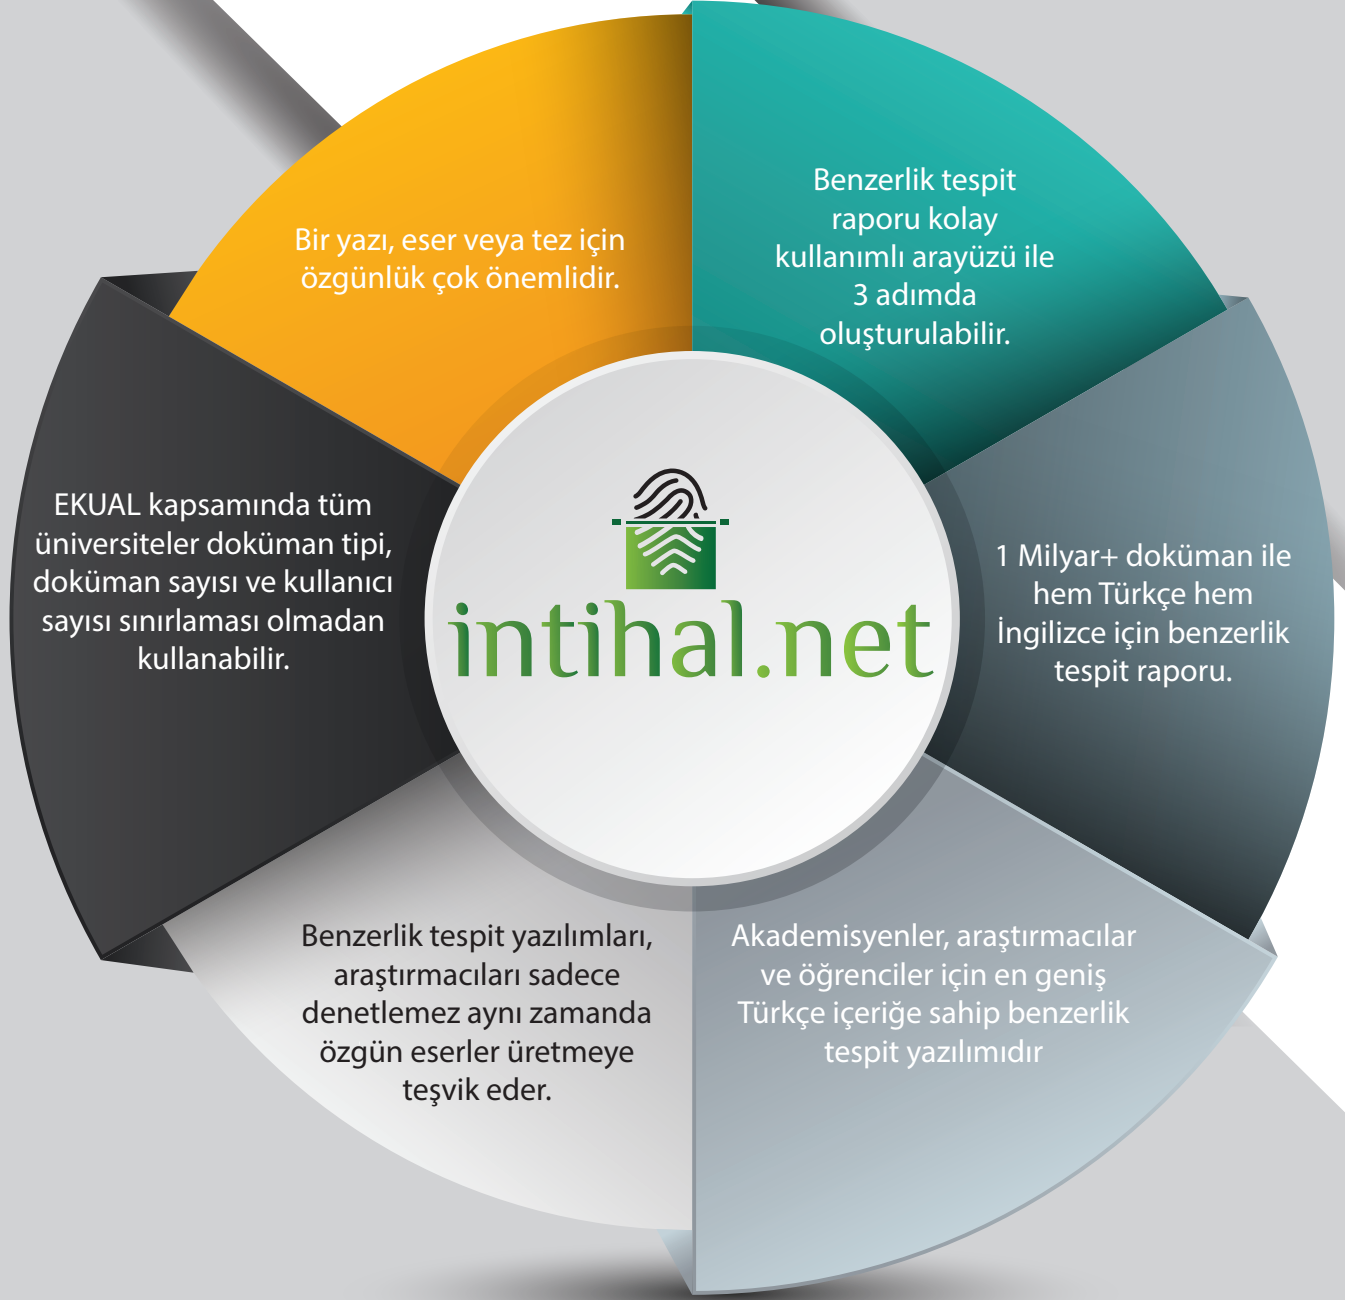 Bir yazı, eser veya tez için
özgünlük çok önemlidir.
Benzerlik tespit
raporu kolay
kullanımlı arayüzü ile
3 adımda
oluşturulabilir.
EKUAL kapsamında tüm
üniversiteler doküman tipi,
doküman sayısı ve kullanıcı
sayısı sınırlaması olmadan
kullanabilir.
intihal.net
1 Milyar+ doküman ile
hem Türkçe hem
İngilizce için benzerlik
tespit raporu.
Benzerlik tespit yazılımları,
araştırmacıları sadece
denetlemez aynı zamanda
özgün eserler üretmeye
teşvik eder.
Akademisyenler, araştırmacılar
ve öğrenciler için en geniş
Türkçe içeriğe sahip benzerlik
tespit yazılımıdır